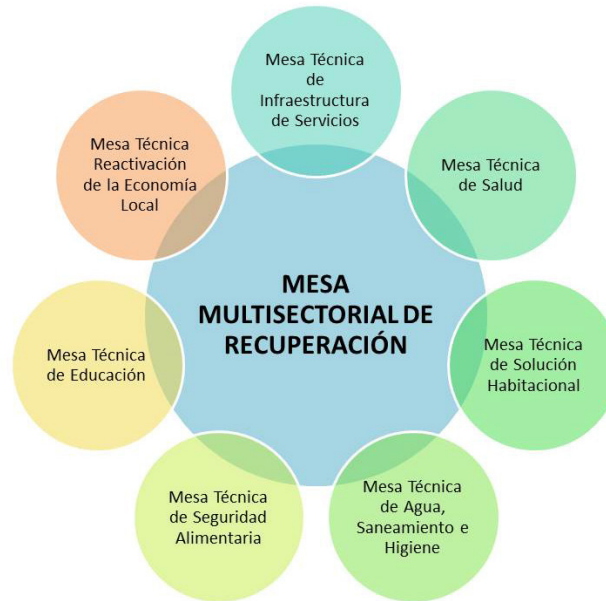 Mesa Técnica
de
Infraestructura
de Servicios
Mesa Técnica
de Salud
Mesa Técnica
de Solución
Habitacional
Mesa Técnica
de Agua,
Saneamiento e
Higiene
Mesa Técnica
de Seguridad
Alimentaria
Mesa Técnica
de Educación
Mesa Técnica
Reactivación
de la Economía
Local
MESA
MULTISECTORIAL DE
RECUPERACIÓN